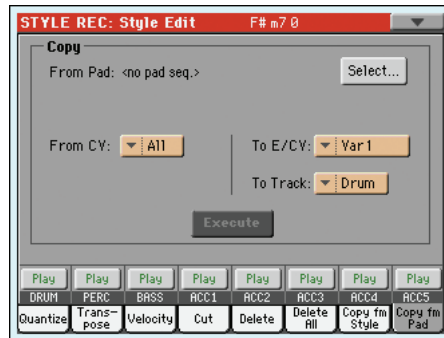 STYLE REC: Style Edit F#m7 0
Copy
From Pad: <no pad seq.> Select...
From CV: All To E/CV: Var1
To Track: Drum
Execute
Play Play Play Play Play Play Play Play
DRUM PERC BASS ACC1 ACC2 ACC3 ACC4 ACC5
Quantize Trans-pose Velocity Cut Delete Delete All Copy fm Style Copy fm Pad